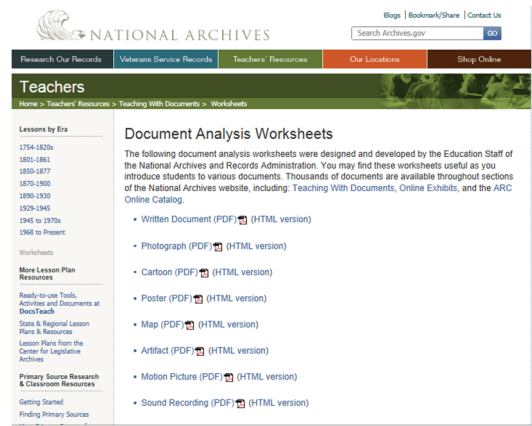 Blogs | Bookmark/Share | Contact Us
NATIONAL ARCHIVES
Search Archives.gov
GO
Research Our Records
Veterans Service Records
Teachers' Resources
Our Locations
Shop Online
Teachers
Home > Teachers' Resources > Teaching With Documents > Worksheets
Lessons by Era
1754-1820s
1801-1861
1850-1877
1870-1900
1890-1930
1929-1945
1945 to 1970s
1968 to Present
Worksheets
More Lesson Plan
Resources
Ready-to-use Tools,
Activities and Documents at
DocsTeach
State & Regional Lesson
Plans & Resources
Lesson Plans from the
Center for Legislative
Archives
Primary Source Research
& Classroom Resources
Getting Started
Finding Primary Sources
Document Analysis Worksheets
The following document analysis worksheets were designed and developed by the Education Staff of
the National Archives and Records Administration. You may find these worksheets useful as you
introduce students to various documents. Thousands of documents are available throughout sections
of the National Archives website, including: Teaching With Documents, Online Exhibits, and the ARC
Online Catalog.
• Written Document (PDF) (HTML version)
• Photograph (PDF) (HTML version)
• Cartoon (PDF) (HTML version)
• Poster (PDF) (HTML version)
• Map (PDF) (HTML version)
• Artifact (PDF) (HTML version)
• Motion Picture (PDF) (HTML version)
• Sound Recording (PDF) (HTML version)